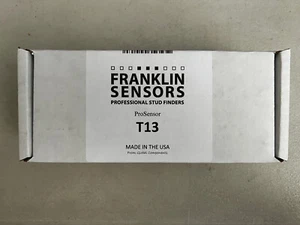 FRANKLIN
SENSORS
PROFESSIONAL STUD FINDERS
ProSensor
T13
MADE IN THE USA